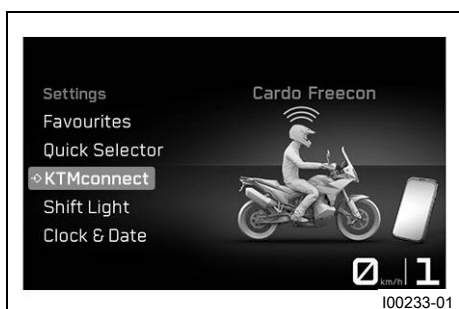 Settings
Cardo Freecon
Favourites
Quick Selector
KTMconnect
Shift Light
Clock & Date
0 km/h 1
I00233-01